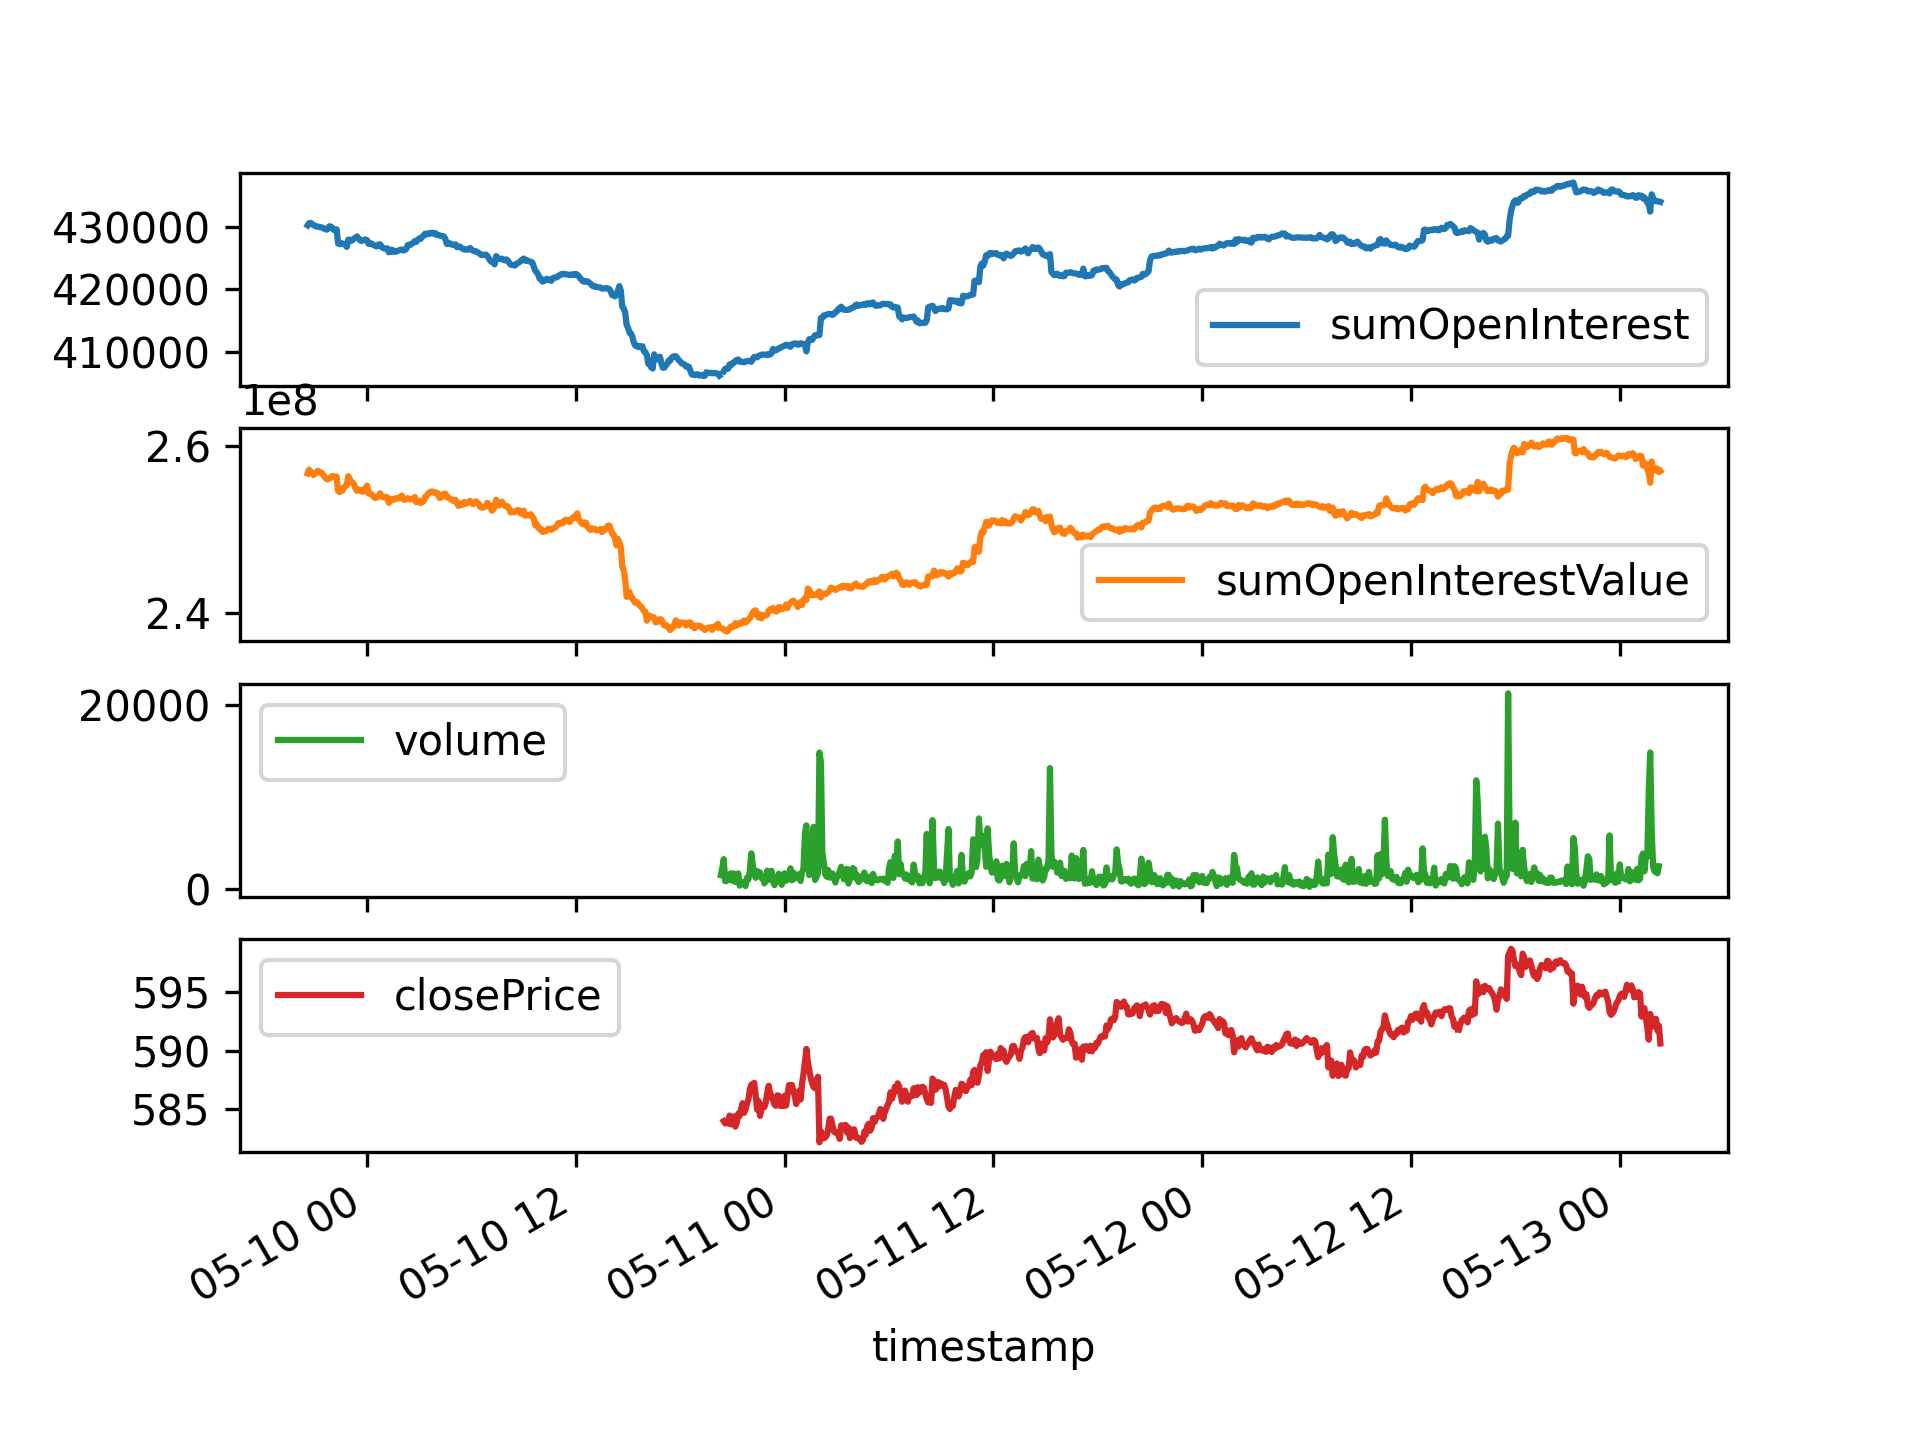 430000
420000
410000
sumOpenInterest
1e8
2.6
2.4
sumOpenInterestValue
20000
0
volume
595
590
585
closePrice
05-10 00
05-10 12
05-11 00
05-11 12
05-12 00
05-12 12
05-13 00
timestamp